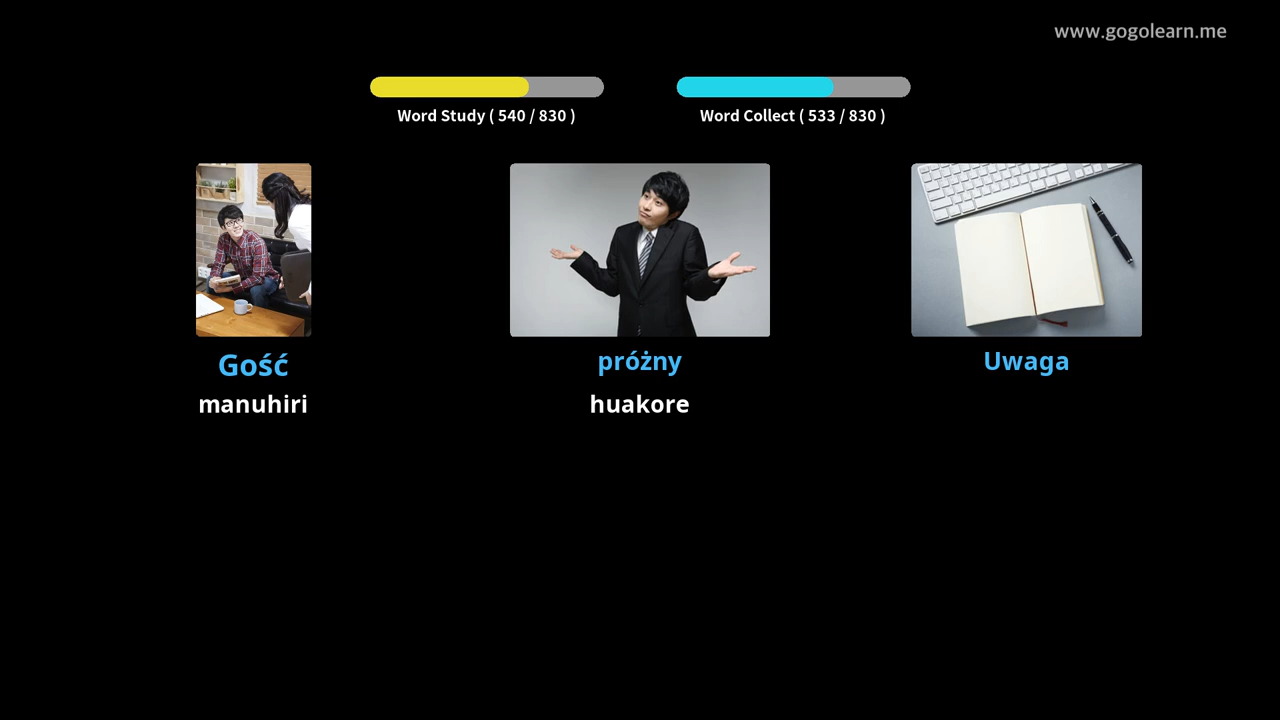 www.gogolearn.me
Word Study ( 540 / 830 )
Word Collect ( 533 / 830 )
Gość
manuhiri
próżny
huakore
Uwaga